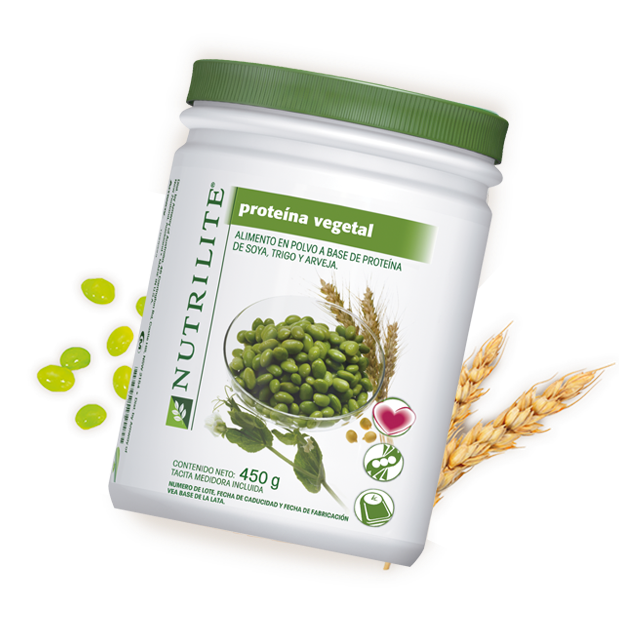 NUTRILITE®
proteína vegetal
ALIMENTO EN POLVO A BASE DE PROTEÍNA
DE SOYA, TRIGO Y ARVEJA.
CONTENIDO NETO: 450 g
TACITA MEDIDORA INCLUIDA
NUMERO DE LOTE, FECHA DE CADUCIDAD Y FECHA DE FABRICACIÓN
VEA BASE DE LA LATA.